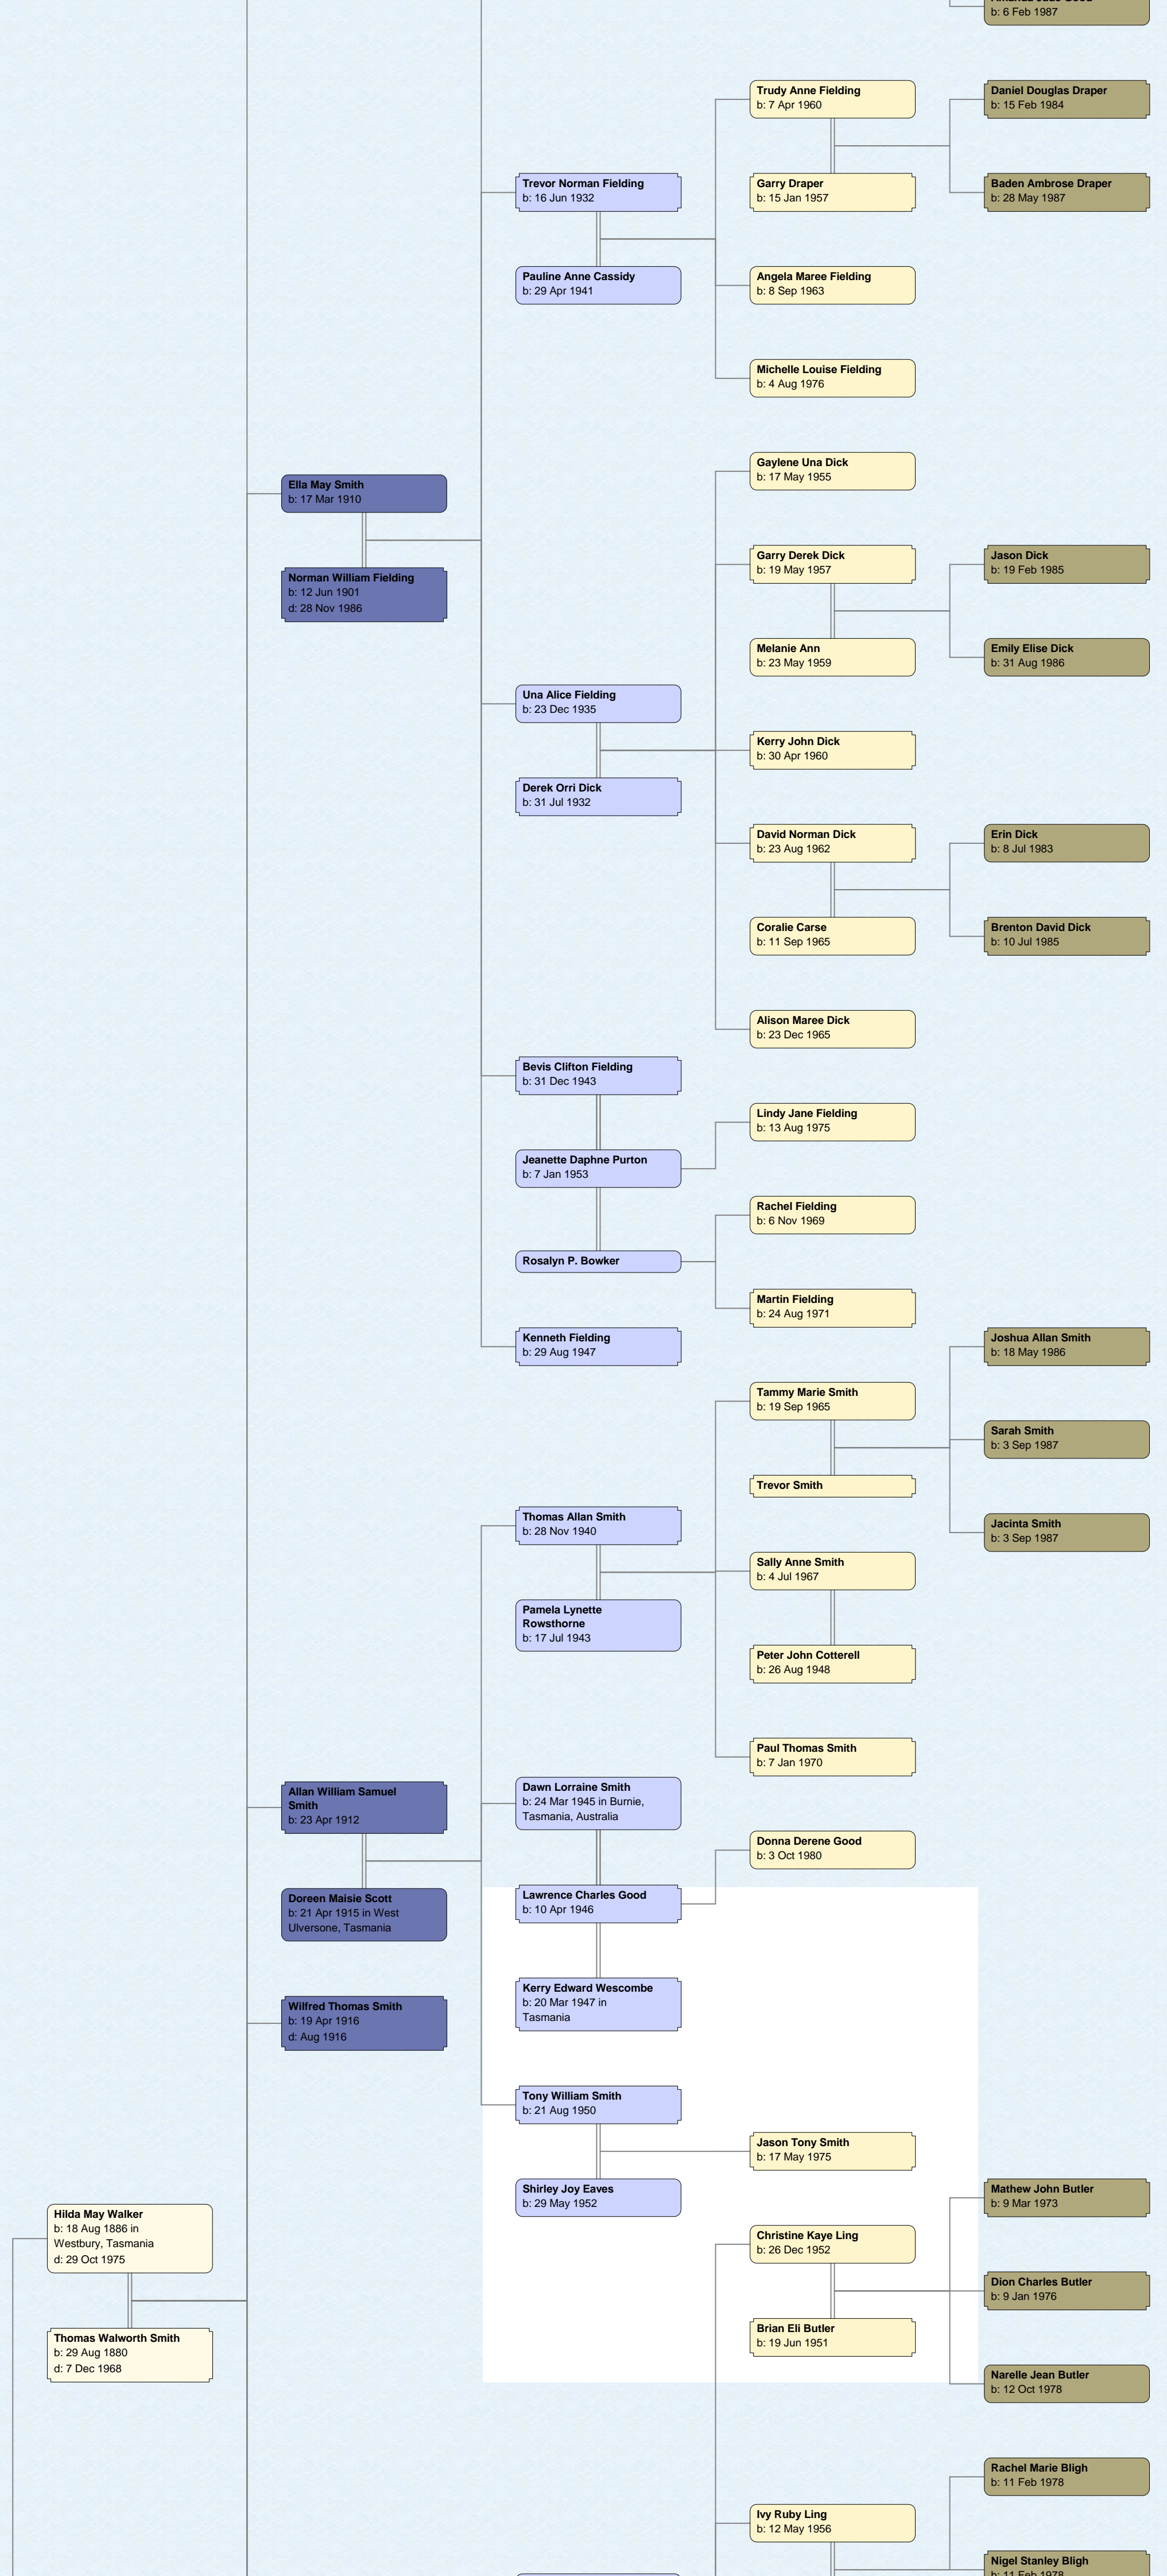 b: 6 Feb 1987
Trudy Anne Fielding
b: 7 Apr 1960
Daniel Douglas Draper
b: 15 Feb 1984
Trevor Norman Fielding
b: 16 Jun 1932
Garry Draper
b: 15 Jan 1957
Baden Ambrose Draper
b: 28 May 1987
Pauline Anne Cassidy
b: 29 Apr 1941
Angela Maree Fielding
b: 8 Sep 1963
Michelle Louise Fielding
b: 4 Aug 1976
Gaylene Una Dick
b: 17 May 1955
Ella May Smith
b: 17 Mar 1910
Garry Derek Dick
b: 19 May 1957
Jason Dick
b: 19 Feb 1985
Norman William Fielding
b: 12 Jun 1901
d: 28 Nov 1986
Melanie Ann
b: 23 May 1959
Emily Elise Dick
b: 31 Aug 1986
Una Alice Fielding
b: 23 Dec 1935
Kerry John Dick
b: 30 Apr 1960
Derek Orri Dick
b: 31 Jul 1932
David Norman Dick
b: 23 Aug 1962
Erin Dick
b: 8 Jul 1983
Coralie Carse
b: 11 Sep 1965
Brenton David Dick
b: 10 Jul 1985
Alison Maree Dick
b: 23 Dec 1965
Bevis Clifton Fielding
b: 31 Dec 1943
Lindy Jane Fielding
b: 13 Aug 1975
Jeanette Daphne Purton
b: 7 Jan 1953
Rachel Fielding
b: 6 Nov 1969
Rosalyn P. Bowker
Martin Fielding
b: 24 Aug 1971
Kenneth Fielding
b: 29 Aug 1947
Joshua Allan Smith
b: 18 May 1986
Tammy Marie Smith
b: 19 Sep 1965
Sarah Smith
b: 3 Sep 1987
Trevor Smith
Thomas Allan Smith
b: 28 Nov 1940
Jacinta Smith
b: 3 Sep 1987
Sally Anne Smith
b: 4 Jul 1967
Pamela Lynette
Rowsthorne
b: 17 Jul 1943
Peter John Cotterell
b: 26 Aug 1948
Paul Thomas Smith
b: 7 Jan 1970
Allan William Samuel
Smith
b: 23 Apr 1912
Dawn Lorraine Smith
b: 24 Mar 1945 in Burnie,
Tasmania, Australia
Donna Derene Good
b: 3 Oct 1980
Doreen Maisie Scott
b: 21 Apr 1915 in West
Ulversone, Tasmania
Lawrence Charles Good
b: 10 Apr 1946
Kerry Edward Wescombe
b: 20 Mar 1947 in
Tasmania
Wilfred Thomas Smith
b: 19 Apr 1916
d: Aug 1916
Tony William Smith
b: 21 Aug 1950
Jason Tony Smith
b: 17 May 1975
Shirley Joy Eaves
b: 29 May 1952
Mathew John Butler
b: 9 Mar 1973
Hilda May Walker
b: 18 Aug 1886 in
Westbury, Tasmania
d: 29 Oct 1975
Christine Kaye Ling
b: 26 Dec 1952
Dion Charles Butler
b: 9 Jan 1976
Thomas Walworth Smith
b: 29 Aug 1880
d: 7 Dec 1968
Brian Eli Butler
b: 19 Jun 1951
Narelle Jean Butler
b: 12 Oct 1978
Rachel Marie Bligh
b: 11 Feb 1978
Ivy Ruby Ling
b: 12 May 1956
Nigel Stanley Bligh
b: 11 Feb 1978